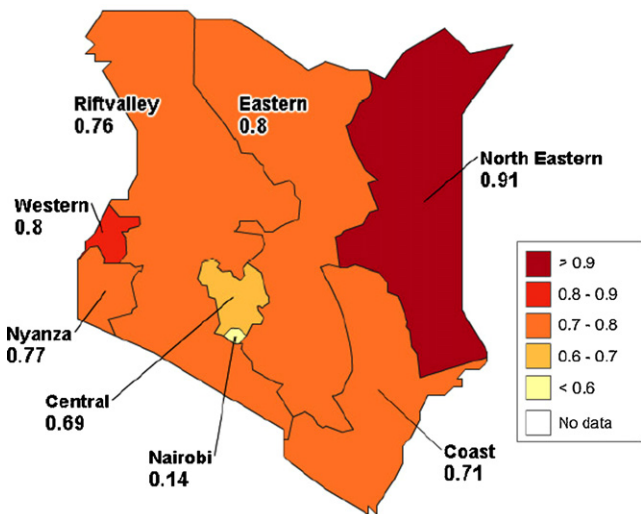 Riftvalley
0.76
Eastern
0.8
North Eastern
0.91
Western
0.8
Nyanza
0.77
Central
0.69
Nairobi
0.14
Coast
0.71
> 0.9
0.8 - 0.9
0.7 - 0.8
0.6 - 0.7
< 0.6
No data